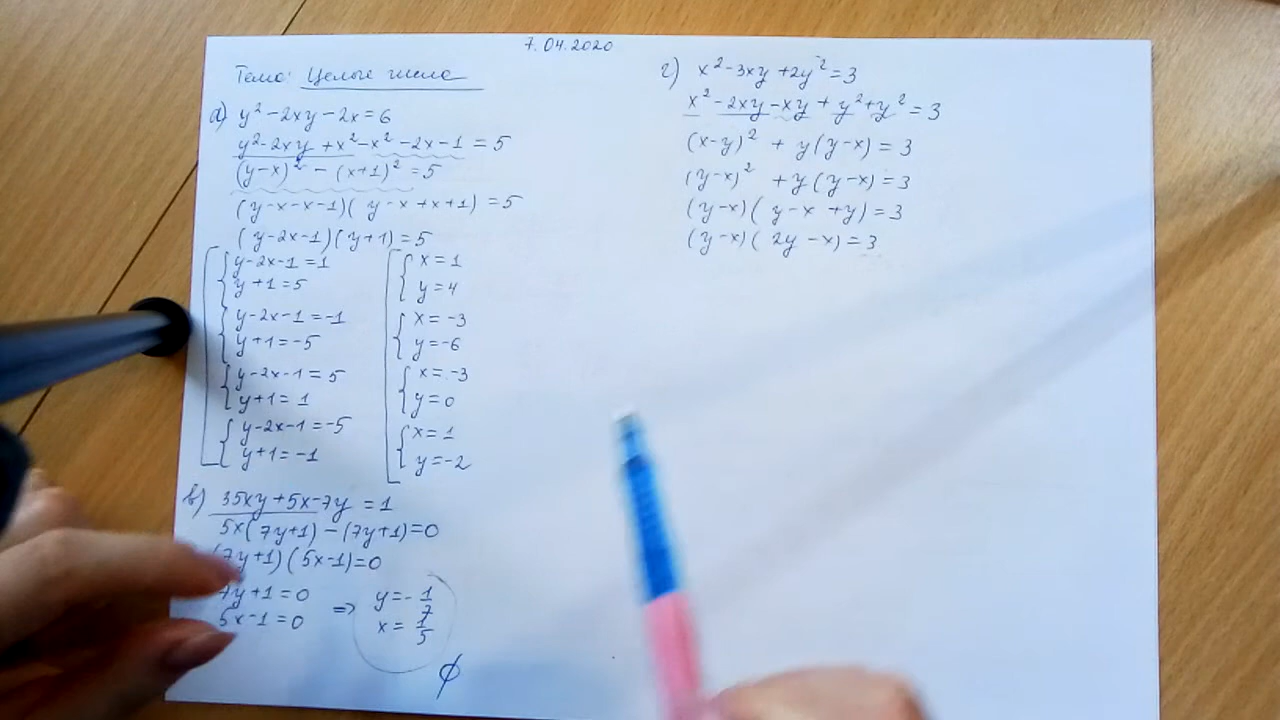 7.04.2020
Тема: Целые числа
а) y² - 2xy - 2x = 6
y² - 2xy + x² - x² - 2x - 1 = 5
(y-x)² - (x+1)² = 5
(y-x-x-1)(y-x+x+1) = 5
(y-2x-1)(y+1) = 5
y-2x-1 = 1
y+1 = 5
y-2x-1 = -1
y+1 = -5
y-2x-1 = 5
y+1 = 1
y-2x-1 = -5
y+1 = -1
x = 1
y = 4
x = -3
y = -6
x = -3
y = 0
x = 1
y = -2
в) 35xy + 5x - 7y = 1
5x(7y+1) - (7y+1) = 0
(7y+1)(5x-1) = 0
7y+1 = 0
5x-1 = 0
⇒
y = - 1/7
x = 1/5
∅
г) x² - 3xy + 2y² = 3
x² - 2xy - xy + y² + y² = 3
(x-y)² + y(y-x) = 3
(y-x)² + y(y-x) = 3
(y-x)(y-x+y) = 3
(y-x)(2y-x) = 3